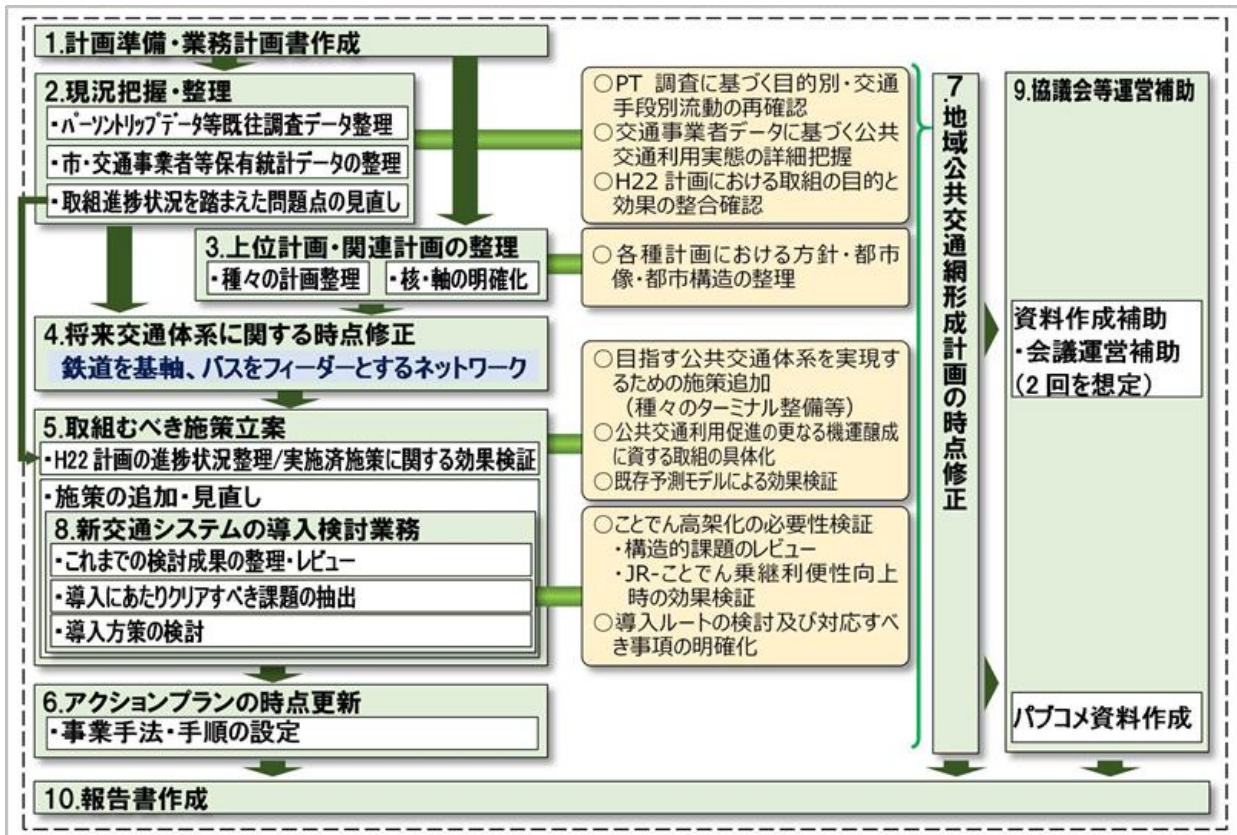 1.計画準備・業務計画書作成
2.現況把握・整理
・パーソントリップデータ等既往調査データ整理
・市・交通事業者等保有統計データの整理
・取組進捗状況を踏まえた問題点の見直し
○PT 調査に基づく目的別・交通
手段別流動の再確認
○交通事業者データに基づく公共
交通利用実態の詳細把握
○H22 計画における取組の目的と
効果の整合確認
3.上位計画・関連計画の整理
・種々の計画整理
・核・軸の明確化
○各種計画における方針・都市
像・都市構造の整理
4.将来交通体系に関する時点修正
鉄道を基軸、バスをフィーダーとするネットワーク
5.取組むべき施策立案
・H22 計画の進捗状況整理/実施済施策に関する効果検証
・施策の追加・見直し
○目指す公共交通体系を実現す
るための施策追加
（種々のターミナル整備等）
○公共交通利用促進の更なる機運醸成
に資する取組の具体化
○既存予測モデルによる効果検証
8.新交通システムの導入検討業務
・これまでの検討成果の整理・レビュー
・導入にあたりクリアすべき課題の抽出
・導入方策の検討
○ことでん高架化の必要性検証
・構造的課題のレビュー
・JR-ことでん乗継利便性向上
時の効果検証
○導入ルートの検討及び対応すべ
き事項の明確化
6.アクションプランの時点更新
・事業手法・手順の設定
7.地域公共交通網形成計画の時点修正
9.協議会等運営補助
資料作成補助
・会議運営補助
(2 回を想定)
パブコメ資料作成
10.報告書作成